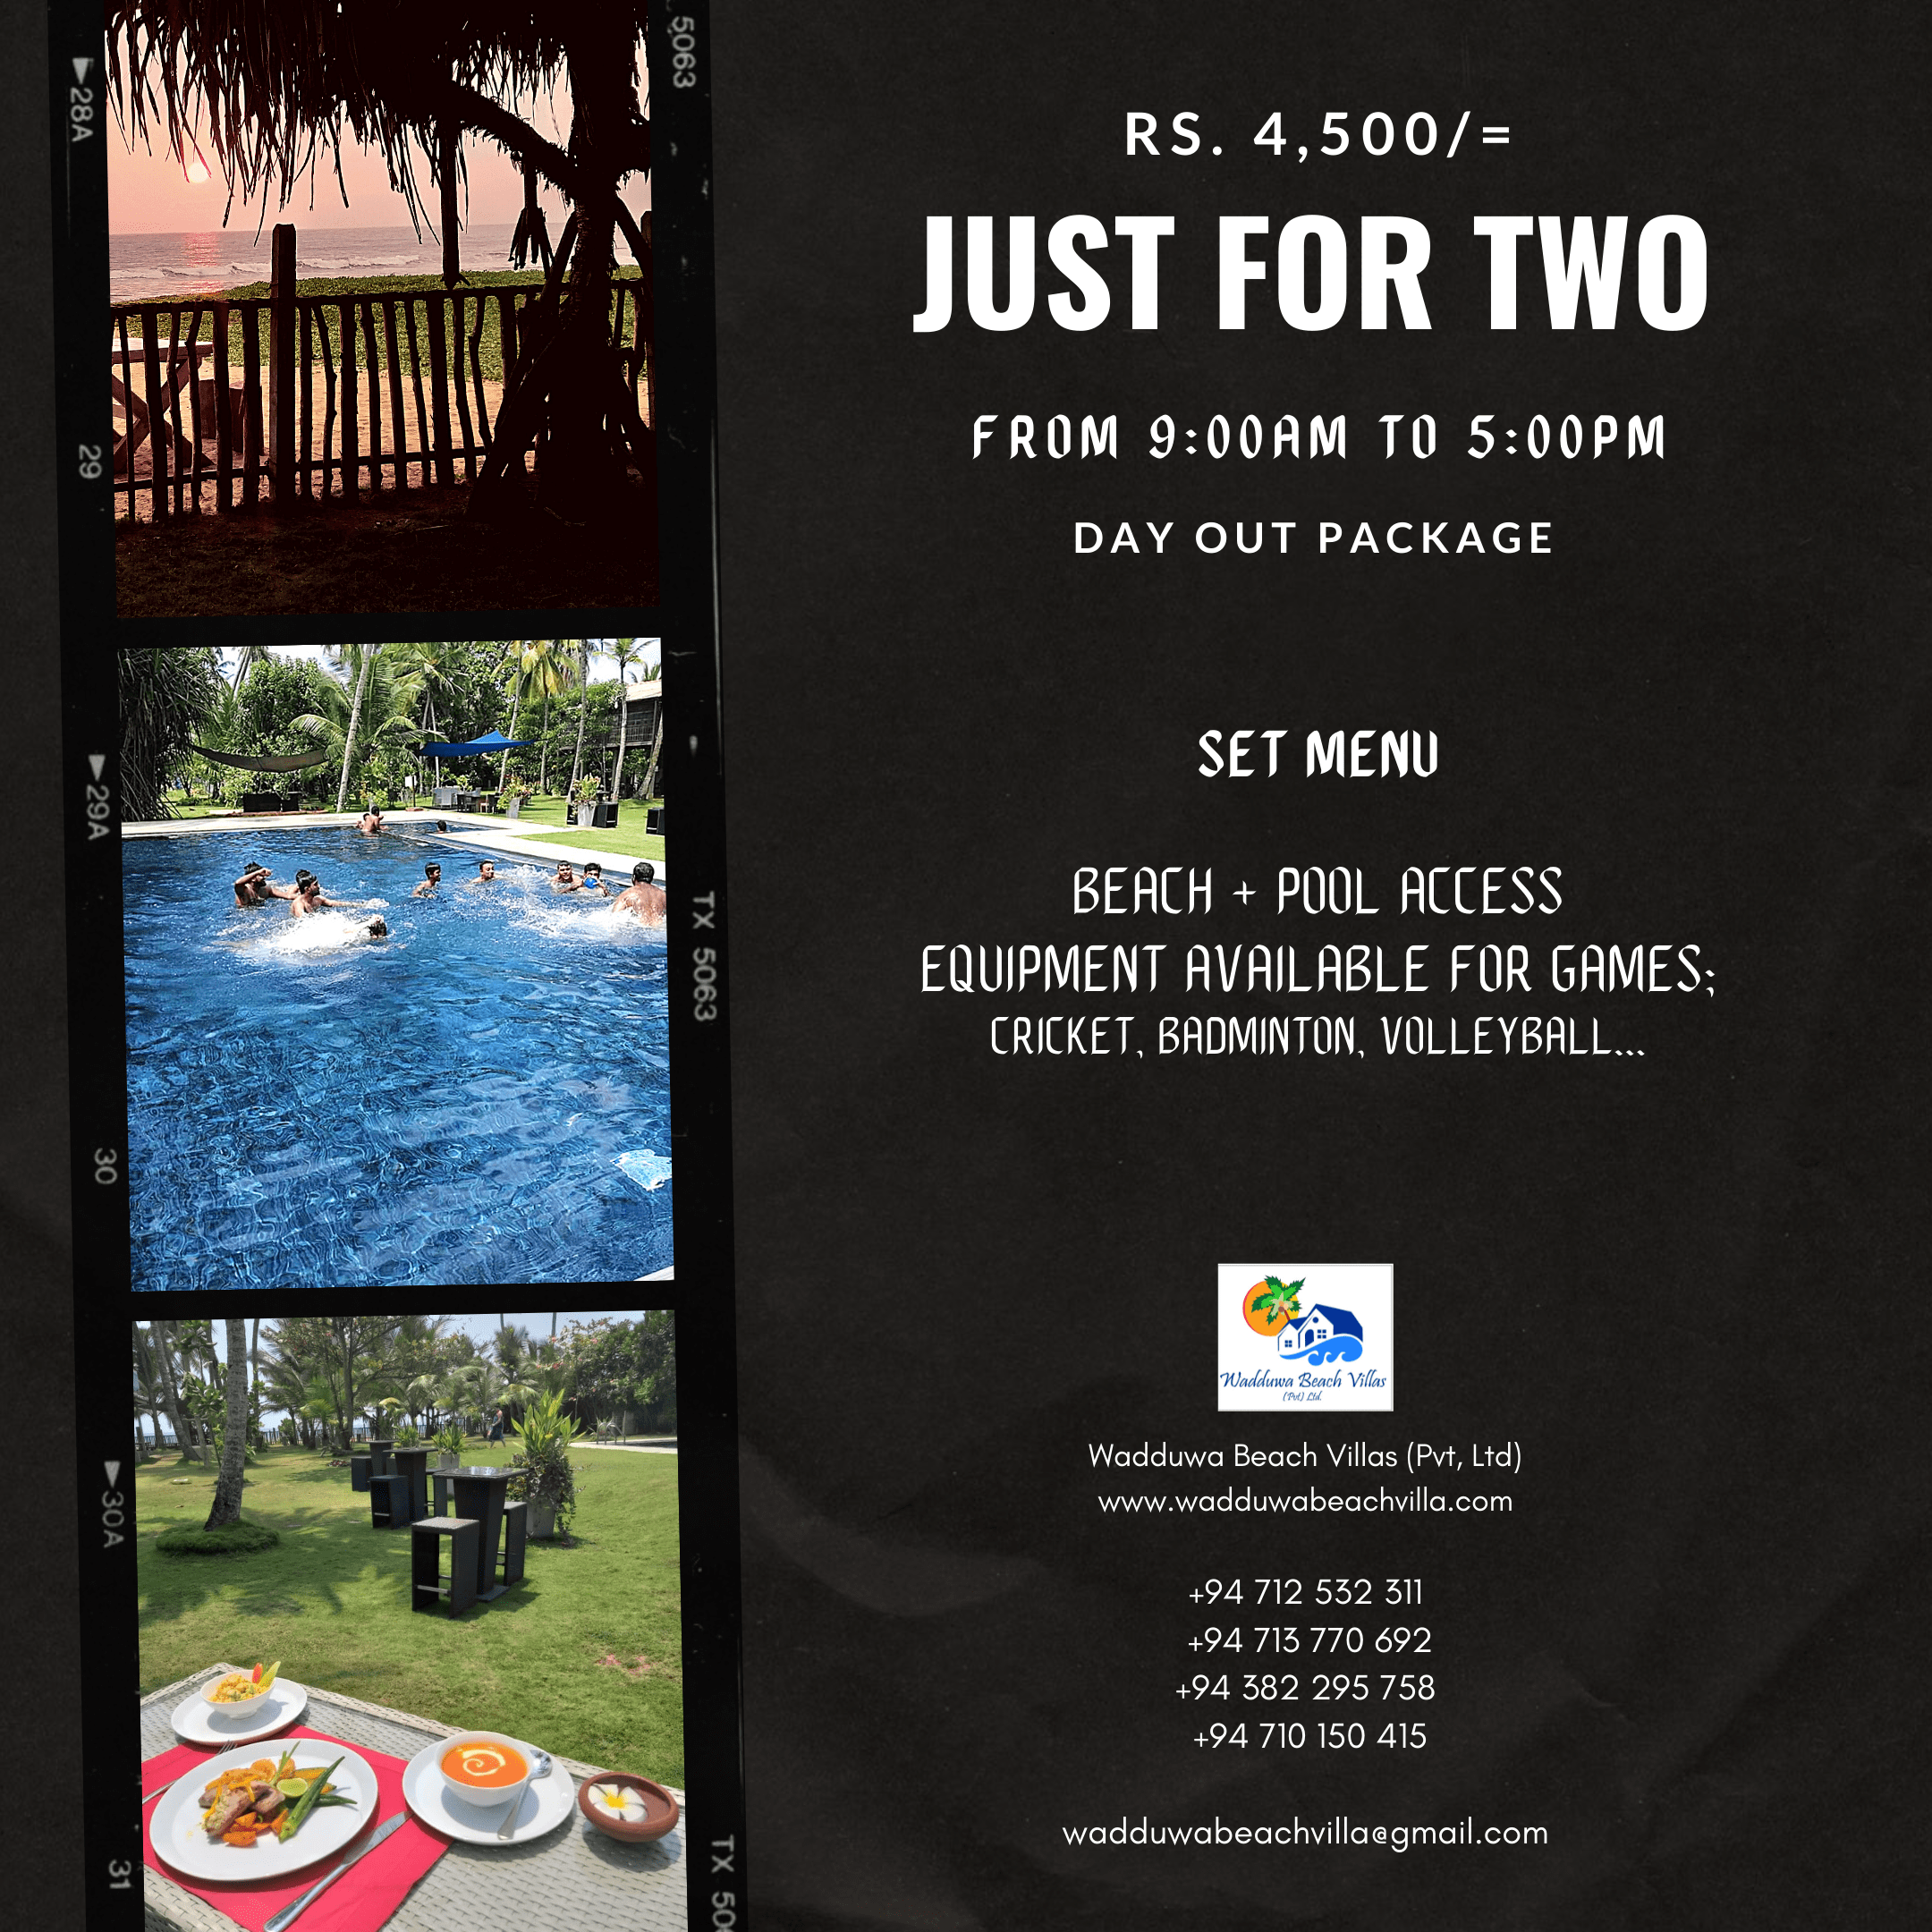 RS. 4,500/=
JUST FOR TWO
FROM 9:00AM TO 5:00PM
DAY OUT PACKAGE
SET MENU
BEACH + POOL ACCESS
EQUIPMENT AVAILABLE FOR GAMES;
CRICKET, BADMINTON, VOLLEYBALL...
Wadduwa Beach Villas
(Pvt) Ltd.
Wadduwa Beach Villas (Pvt, Ltd)
www.wadduwabeachvilla.com
+94 712 532 311
+94 713 770 692
+94 382 295 758
+94 710 150 415
wadduwabeachvilla@gmail.com
28A
29
29A
30
30A
31
5063
TX 5063
TX 50